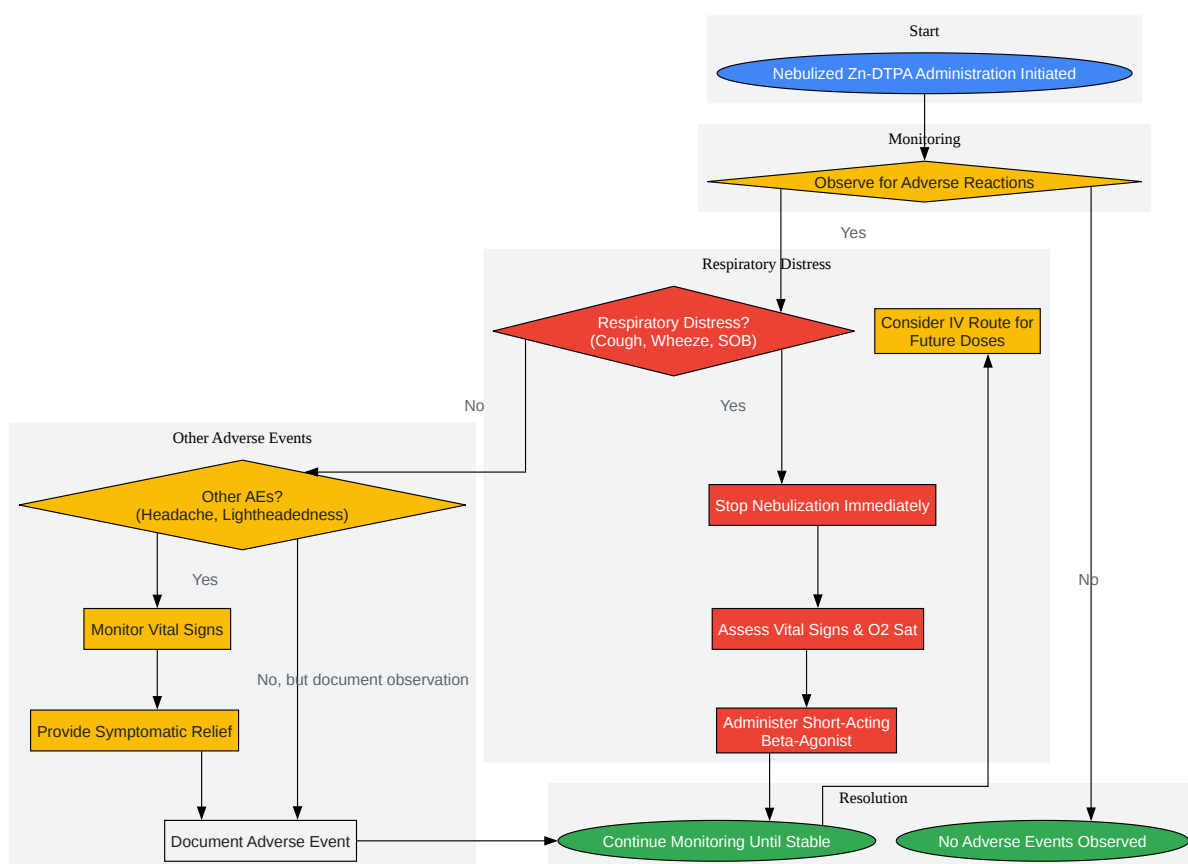 Start
Nebulized Zn-DTPA Administration Initiated
Monitoring
Observe for Adverse Reactions
Yes
Respiratory Distress
Respiratory Distress?
(Cough, Wheeze, SOB)
Consider IV Route for
Future Doses
No
Yes
Other Adverse Events
Other AEs?
(Headache, Lightheadedness)
Stop Nebulization Immediately
Yes
No
Monitor Vital Signs
Assess Vital Signs & O2 Sat
No, but document observation
Provide Symptomatic Relief
Administer Short-Acting
Beta-Agonist
Resolution
Document Adverse Event
Continue Monitoring Until Stable
No Adverse Events Observed